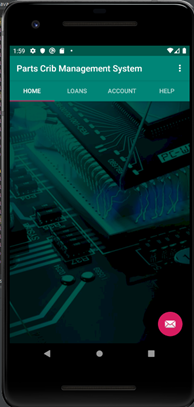 1:59
Parts Crib Management System
HOME LOANS ACCOUNT HELP